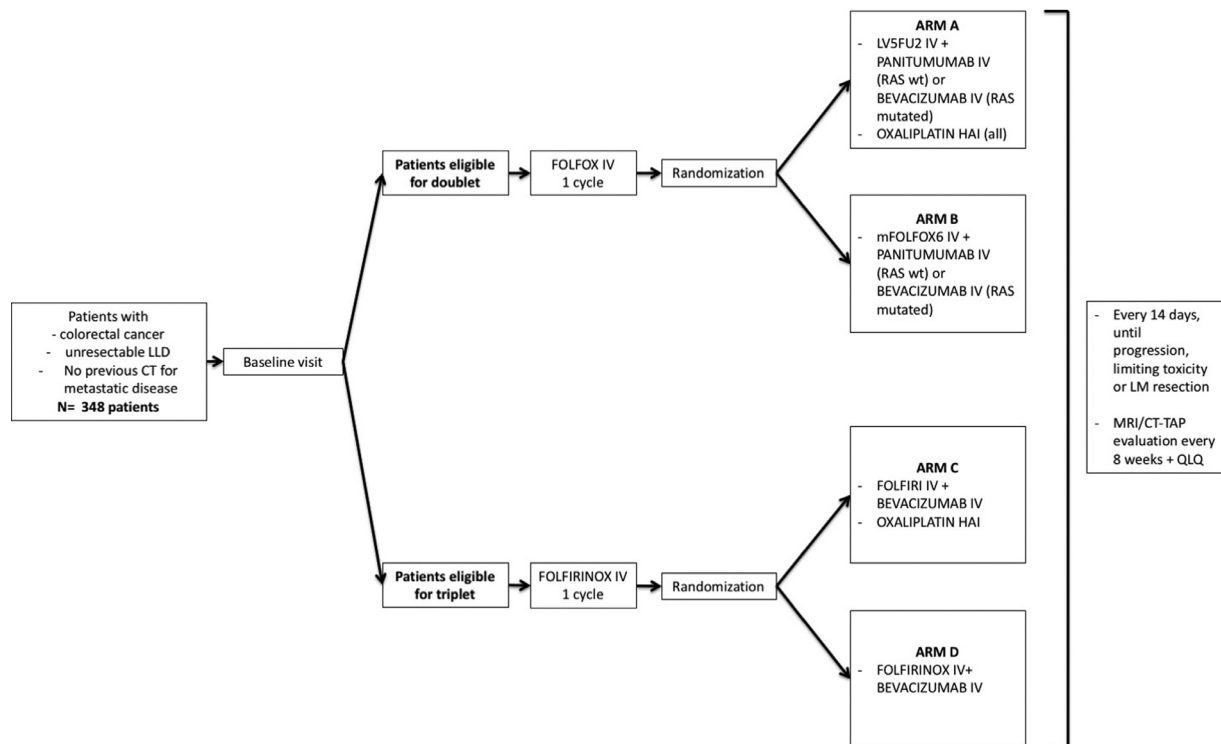 Patients with
- colorectal cancer
- unresectable LLD
- No previous CT for
metastatic disease
N= 348 patients
Baseline visit
Patients eligible
for doublet
FOLFOX IV
1 cycle
Randomization
ARM A
- LV5FU2 IV +
PANITUMUMAB IV
(RAS wt) or
BEVACIZUMAB IV (RAS
mutated)
- OXALIPLATIN HAI (all)
ARM B
- mFOLFOX6 IV +
PANITUMUMAB IV
(RAS wt) or
BEVACIZUMAB IV (RAS
mutated)
Patients eligible
for triplet
FOLFIRINOX IV
1 cycle
Randomization
ARM C
- FOLFIRI IV +
BEVACIZUMAB IV
- OXALIPLATIN HAI
ARM D
- FOLFIRINOX IV+
BEVACIZUMAB IV
- Every 14 days,
until
progression,
limiting toxicity
or LM resection
- MRI/CT-TAP
evaluation every
8 weeks + QLQ